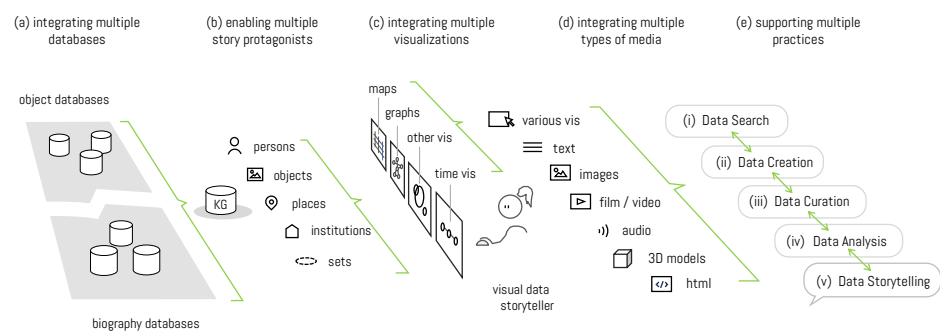 (a) integrating multiple
databases
(b) enabling multiple
story protagonists
(c) integrating multiple
visualizations
(d) integrating multiple
types of media
(e) supporting multiple
practices
object databases
biography databases
KG
persons
objects
places
institutions
sets
maps
graphs
other vis
time vis
visual data
storyteller
various vis
text
images
film / video
audio
3D models
html
</>
(i) Data Search
(ii) Data Creation
(iii) Data Curation
(iv) Data Analysis
(v) Data Storytelling